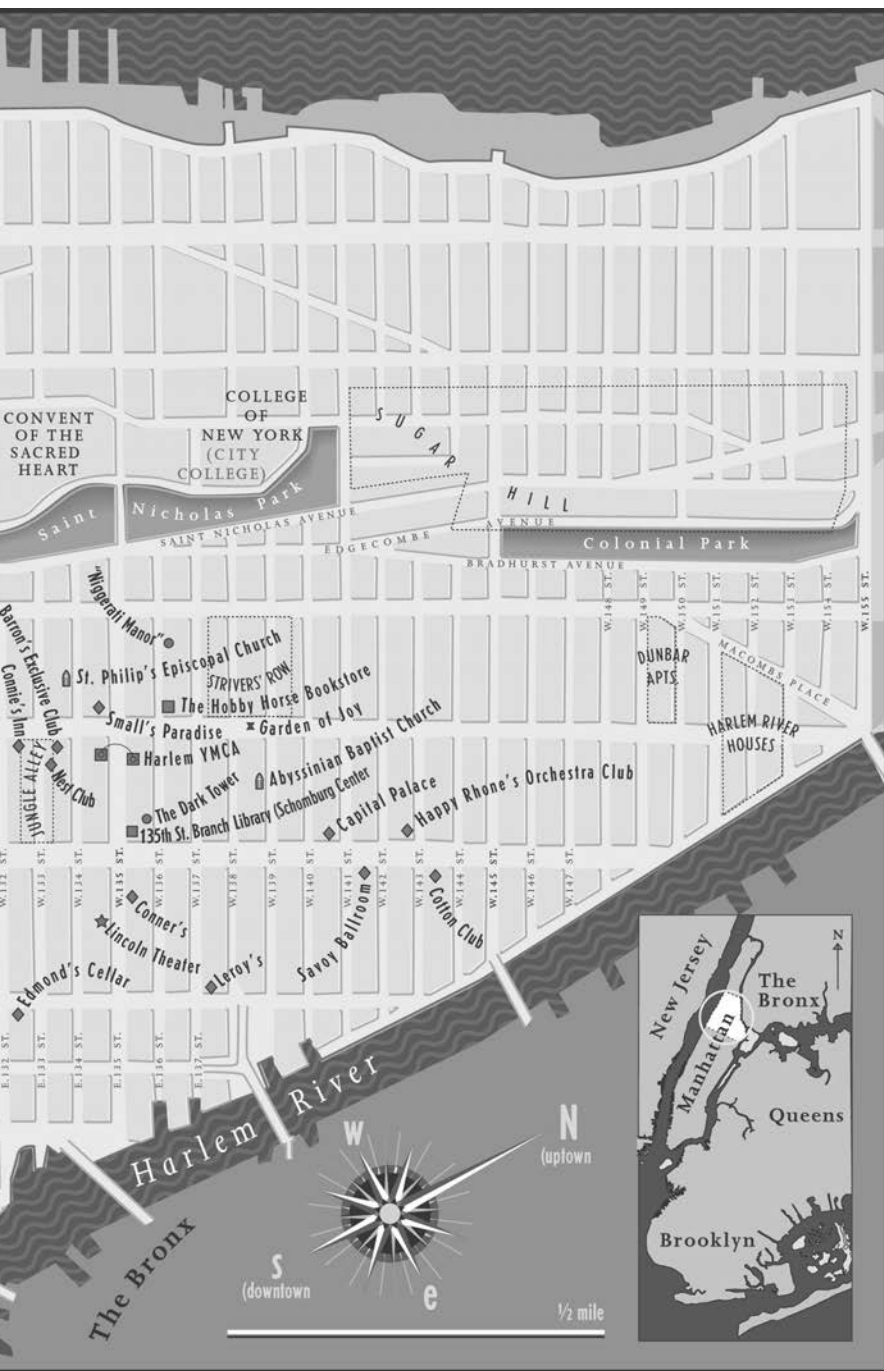 CONVENT
OF THE
SACRED
HEART
COLLEGE
OF
NEW YORK
(CITY
COLLEGE)
SUGAR
HILL
Saint Nicholas Park
SAINT NICHOLAS AVENUE
EDGECOMBE AVENUE
Colonial Park
BRADHURST AVENUE
W.148 ST.
W.149 ST.
W.150 ST.
W.151 ST.
W.152 ST.
W.153 ST.
W.154 ST.
W.155 ST.
MACOMBS PLACE
"Niggerati Manor"
Barron's Exclusive Club
Connie's Inn
St. Philip's Episcopal Church
STRIVERS' ROW
The Hobby Horse Bookstore
Small's Paradise
Garden of Joy
DUNBAR
APTS.
HARLEM RIVER
HOUSES
Harlem YMCA
JUNGLE ALLEY
Nest Club
Abyssinian Baptist Church
The Dark Tower
135th St. Branch Library (Schomburg Center
Capital Palace
Happy Rhone's Orchestra Club
W.132 ST.
W.133 ST.
W.134 ST.
W.135 ST.
W.136 ST.
W.137 ST.
W.138 ST.
W.139 ST.
W.140 ST.
W.141 ST.
W.142 ST.
W.143 ST.
W.144 ST.
W.145 ST.
W.146 ST.
W.147 ST.
Conner's
Lincoln Theater
Savoy Ballroom
Cotton Club
Edmond's Cellar
Leroy's
E.132 ST.
E.133 ST.
E.134 ST.
E.135 ST.
E.136 ST.
E.137 ST.
Harlem River
The Bronx
W
N
(uptown
S
(downtown
e
½ mile
N
New Jersey
The
Bronx
Manhattan
Queens
Brooklyn